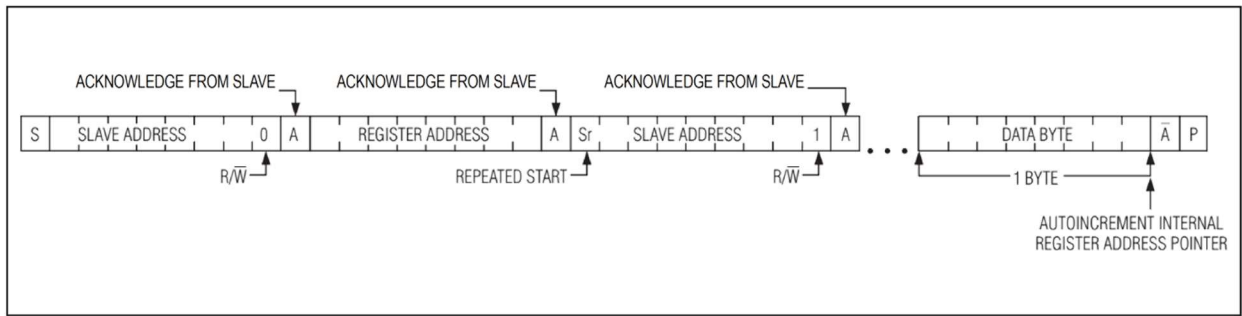 ACKNOWLEDGE FROM SLAVE ACKNOWLEDGE FROM SLAVE ACKNOWLEDGE FROM SLAVE
S SLAVE ADDRESS 0 A REGISTER ADDRESS A Sr SLAVE ADDRESS 1 A ... DATA BYTE A̅ P
R/W̅ REPEATED START R/W̅ 1 BYTE
AUTOINCREMENT INTERNAL
REGISTER ADDRESS POINTER